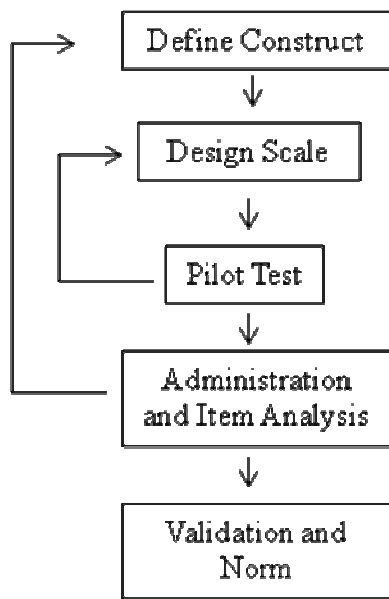 Define Construct
Design Scale
Pilot Test
Administration
and Item Analysis
Validation and
Norm